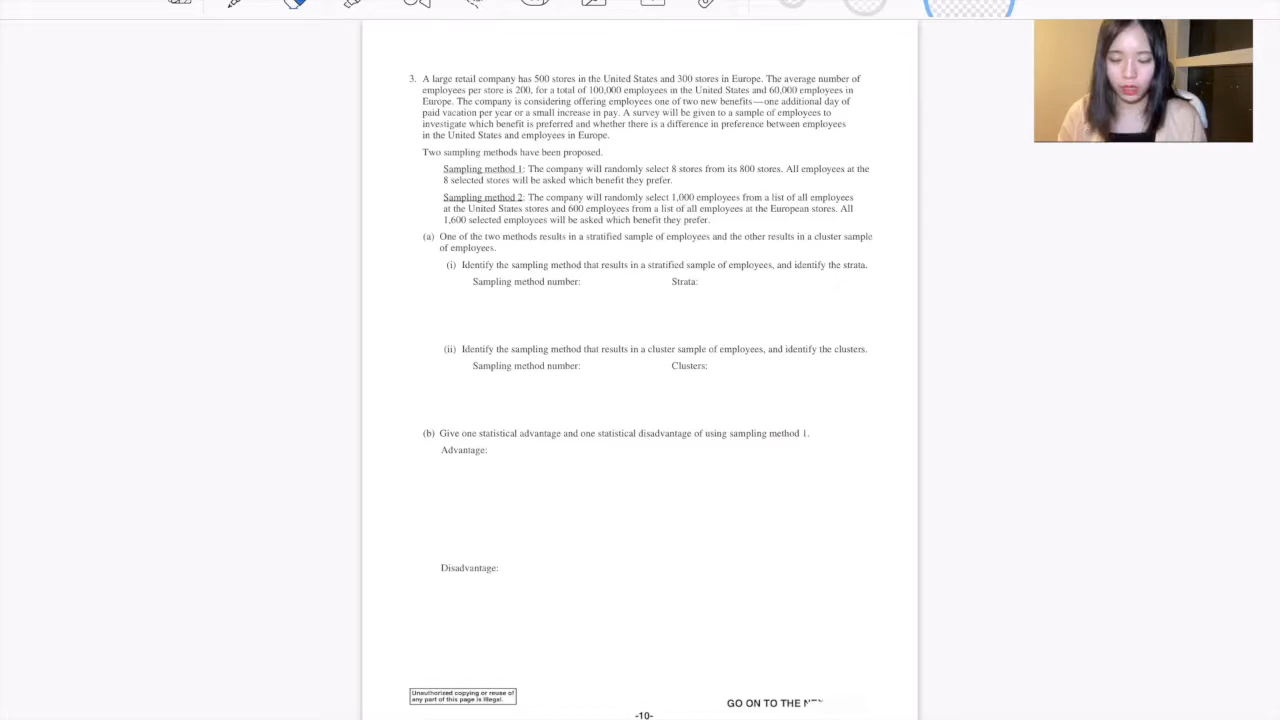 3. A large retail company has 500 stores in the United States and 300 stores in Europe. The average number of
employees per store is 200, for a total of 100,000 employees in the United States and 60,000 employees in
Europe. The company is considering offering employees one of two new benefits—one additional day of
paid vacation per year or a small increase in pay. A survey will be given to a sample of employees to
investigate which benefit is preferred and whether there is a difference in preference between employees
in the United States and employees in Europe.
Two sampling methods have been proposed.
Sampling method 1: The company will randomly select 8 stores from its 800 stores. All employees at the
8 selected stores will be asked which benefit they prefer.
Sampling method 2: The company will randomly select 1,000 employees from a list of all employees
at the United States stores and 600 employees from a list of all employees at the European stores. All
1,600 selected employees will be asked which benefit they prefer.
(a) One of the two methods results in a stratified sample of employees and the other results in a cluster sample
of employees.
(i) Identify the sampling method that results in a stratified sample of employees, and identify the strata.
Sampling method number: Strata:
(ii) Identify the sampling method that results in a cluster sample of employees, and identify the clusters.
Sampling method number: Clusters:
(b) Give one statistical advantage and one statistical disadvantage of using sampling method 1.
Advantage:
Disadvantage:
Unauthorized copying or reuse of
any part of this page is illegal.
GO ON TO THE
-10-